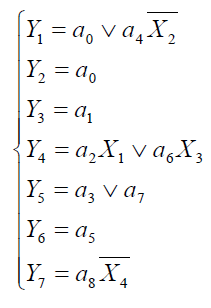 Y₁ = a₀ ∨ a₄X̅₂
Y₂ = a₀
Y₃ = a₁
Y₄ = a₂X₁ ∨ a₆X₃
Y₅ = a₃ ∨ a₇
Y₆ = a₅
Y₇ = a₈X̅₄